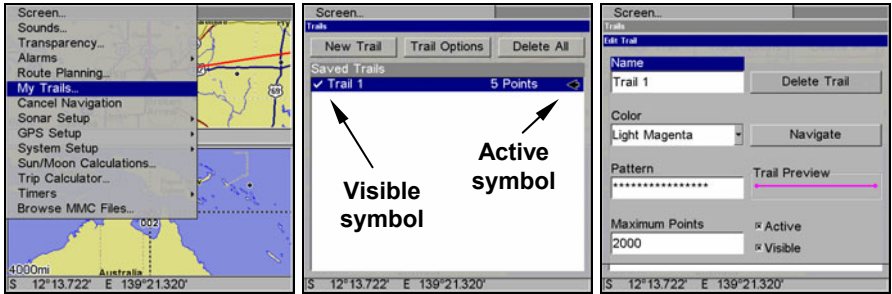 Screen...
Sounds...
Transparency...
Alarms
Route Planning...
My Trails...
Cancel Navigation
Sonar Setup
GPS Setup
System Setup
Sun/Moon Calculations...
Trip Calculator...
Timers
Browse MMC Files...
69
002
4000mi
Australia
S 12°13.722' E 139°21.320'
Screen...
Trails
New Trail Trail Options Delete All
Saved Trails
✓ Trail 1 5 Points
Visible
symbol
Active
symbol
S 12°13.722' E 139°21.320'
Screen...
Trails
Edit Trail
Name
Trail 1
Delete Trail
Color
Light Magenta
Navigate
Pattern
****************
Trail Preview
Maximum Points
2000
Active
Visible
S 12°13.722' E 139°21.320'